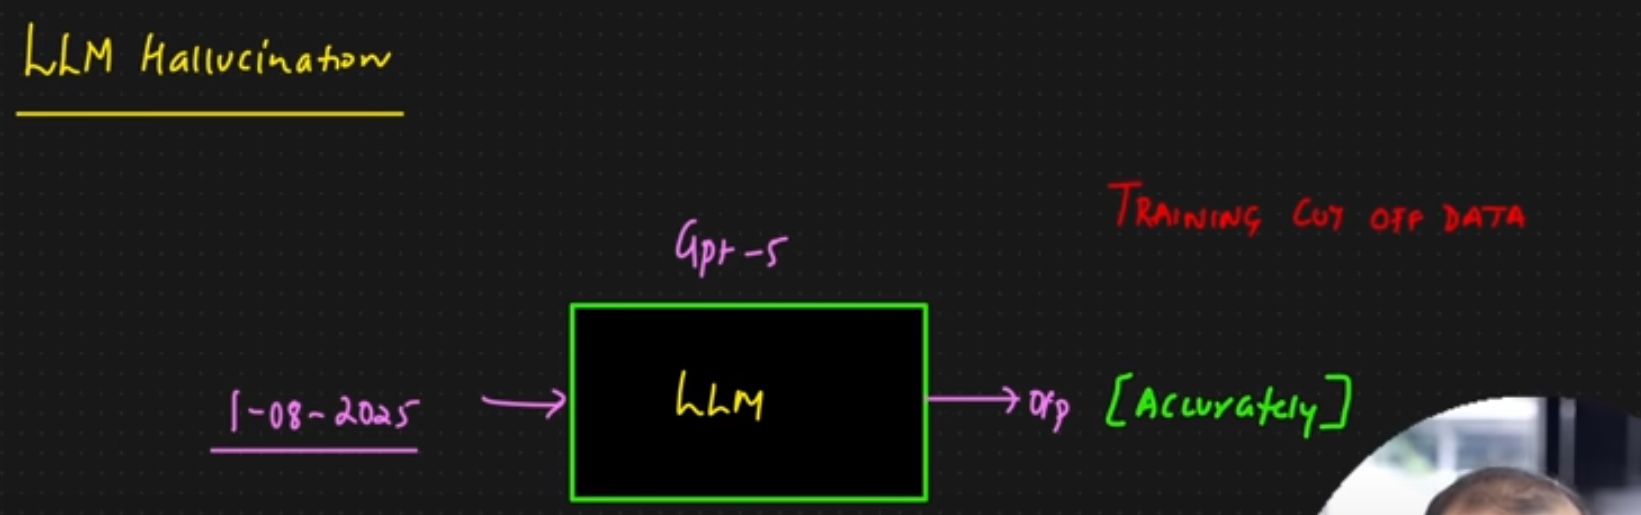 LLM Hallucination
TRAINING CUT OFF DATA
Gpt-5
LLM
1-08-2025
O/p [Accurately]